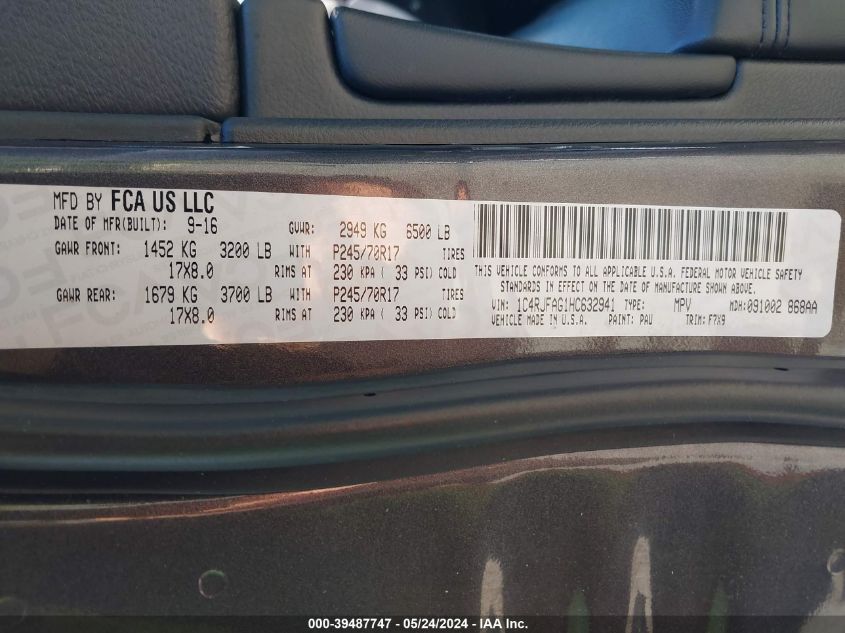 MFD BY FCA US LLC
DATE OF MFR(BUILT): 9-16 GVWR: 2949 KG 6500 LB
GAWR FRONT: 1452 KG 3200 LB WITH P245/70R17 TIRES
17X8.0 RIMS AT 230 KPA ( 33 PSI) COLD
GAWR REAR: 1679 KG 3700 LB WITH P245/70R17 TIRES
17X8.0 RIMS AT 230 KPA ( 33 PSI) COLD
THIS VEHICLE CONFORMS TO ALL APPLICABLE U.S.A. FEDERAL MOTOR VEHICLE SAFETY
STANDARDS IN EFFECT ON THE DATE OF MANUFACTURE SHOWN ABOVE.
VIN: 1C4RJFAG1HC632941 TYPE: MPV MDH:091002 868AA
VEHICLE MADE IN U.S.A. PAINT: PAU TRIM: F7X9
000-39487747 / 05/24/2024 - IAA Inc.